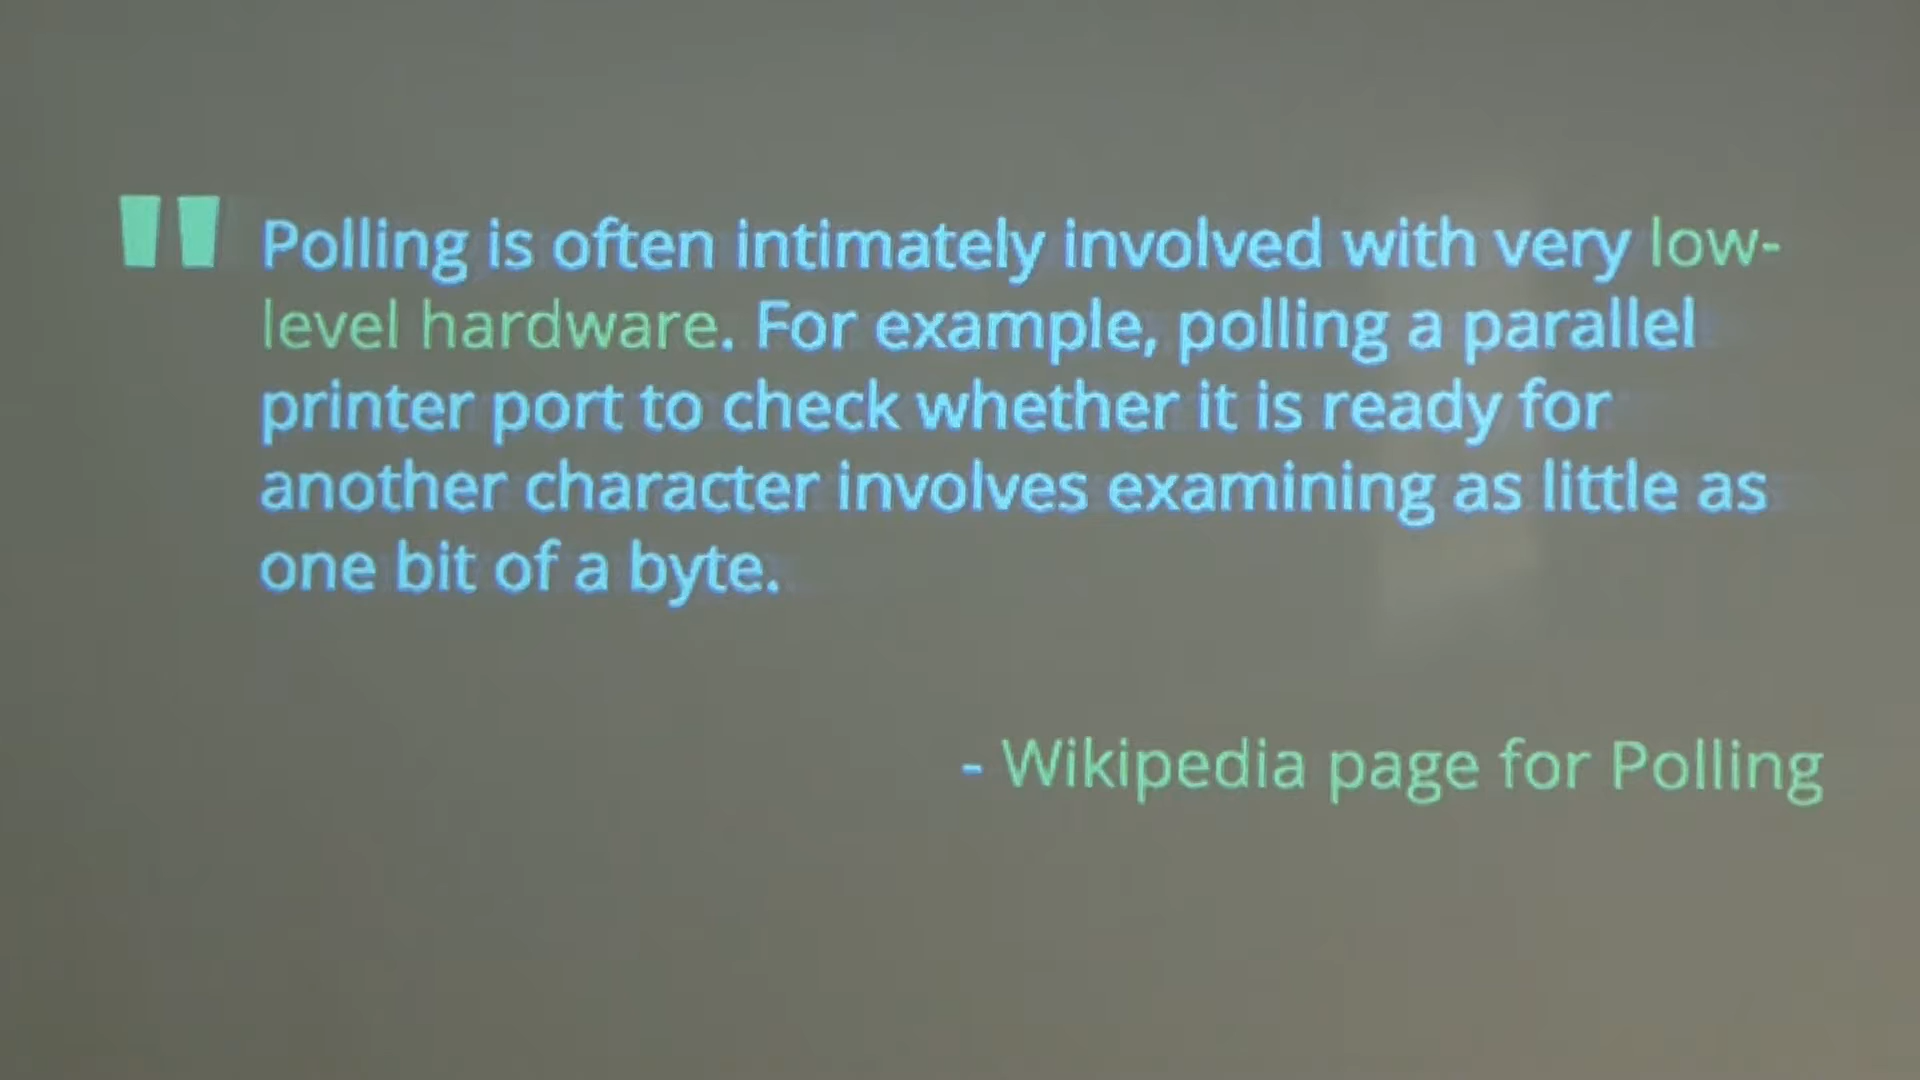 " Polling is often intimately involved with very low-
level hardware. For example, polling a parallel
printer port to check whether it is ready for
another character involves examining as little as
one bit of a byte.
- Wikipedia page for Polling